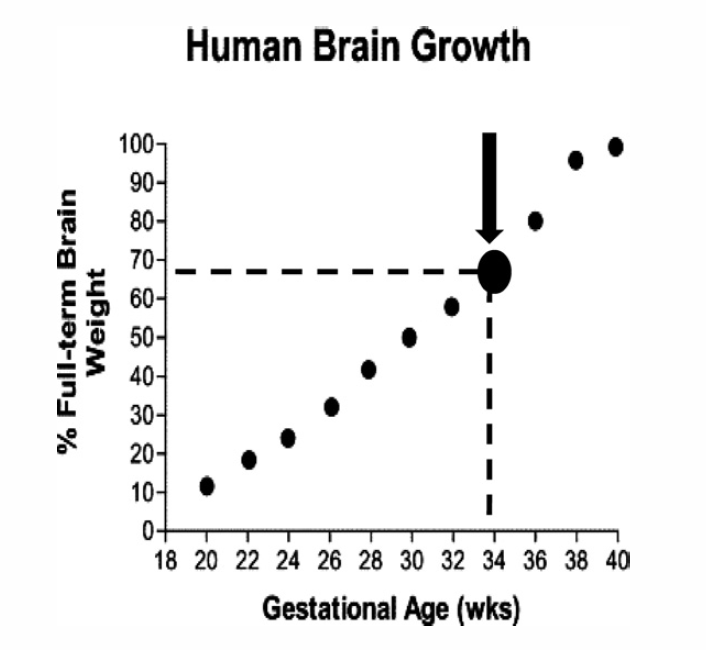 Human Brain Growth
% Full-term Brain
Weight
100
90
80
70
60
50
40
30
20
10
0
18 20 22 24 26 28 30 32 34 36 38 40
Gestational Age (wks)